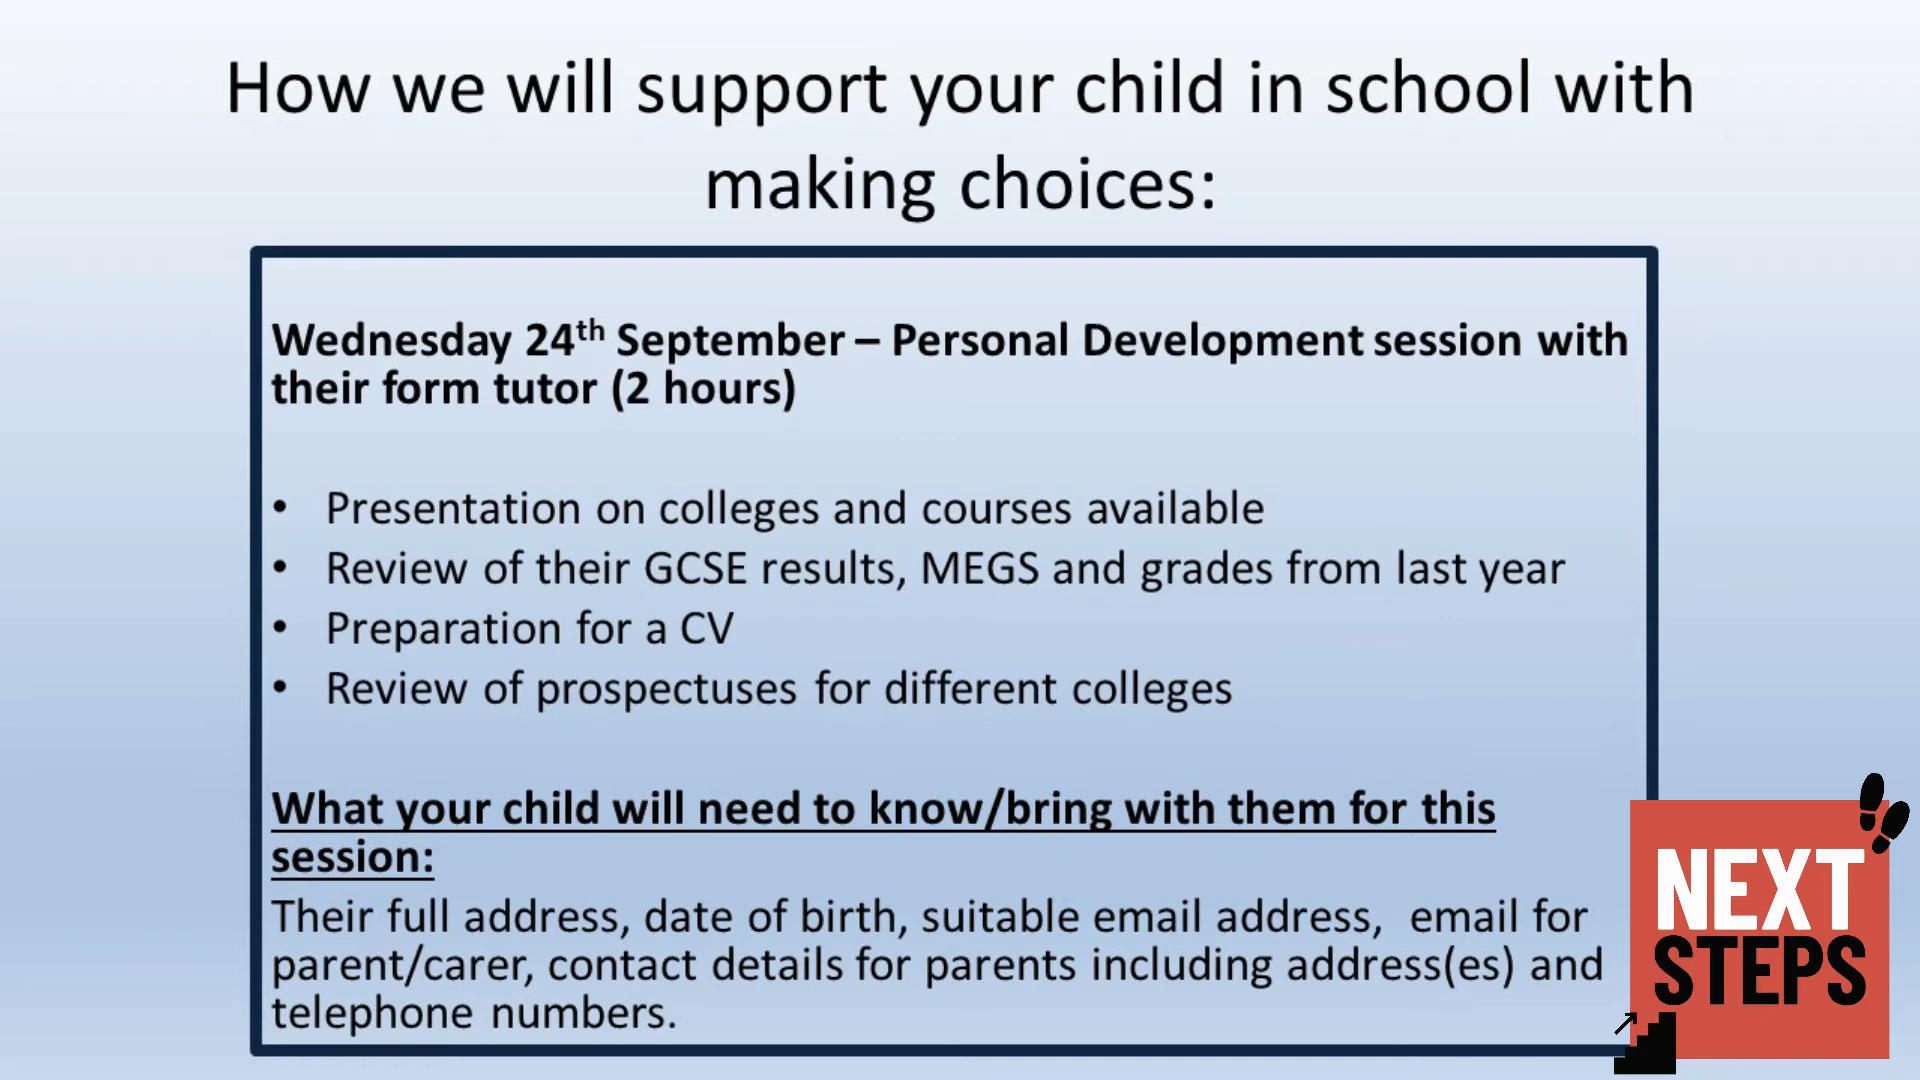 How we will support your child in school with
making choices:
Wednesday 24th September – Personal Development session with
their form tutor (2 hours)
• Presentation on colleges and courses available
• Review of their GCSE results, MEGS and grades from last year
• Preparation for a CV
• Review of prospectuses for different colleges
What your child will need to know/bring with them for this
session:
Their full address, date of birth, suitable email address,  email for
parent/carer, contact details for parents including address(es) and
telephone numbers.
NEXT
STEPS